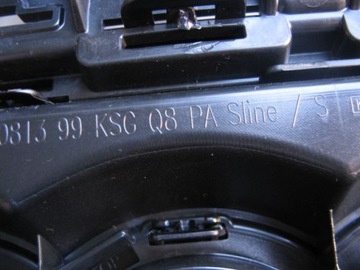 0813 99 KSG Q8 PA Sline / S